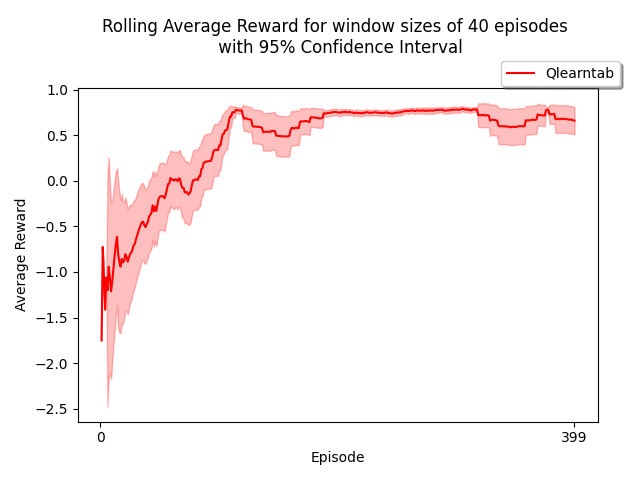 Rolling Average Reward for window sizes of 40 episodes
with 95% Confidence Interval
Qlearntab
1.0
0.5
0.0
−0.5
−1.0
−1.5
−2.0
−2.5
Average Reward
0
399
Episode